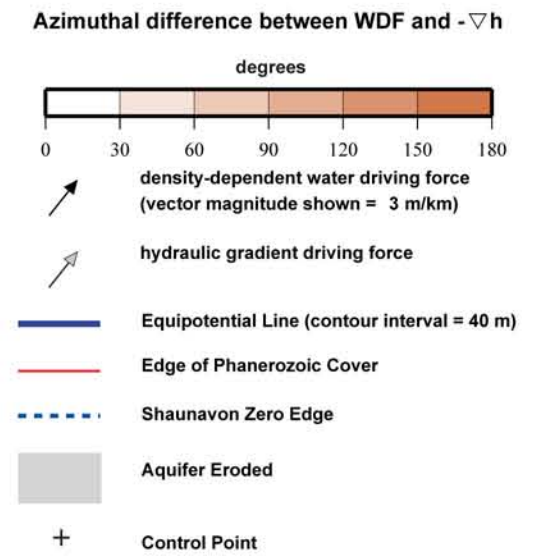 Azimuthal difference between WDF and -▽h
degrees
0 30 60 90 120 150 180
density-dependent water driving force
(vector magnitude shown = 3 m/km)
hydraulic gradient driving force
Equipotential Line (contour interval = 40 m)
Edge of Phanerozoic Cover
Shaunavon Zero Edge
Aquifer Eroded
Control Point